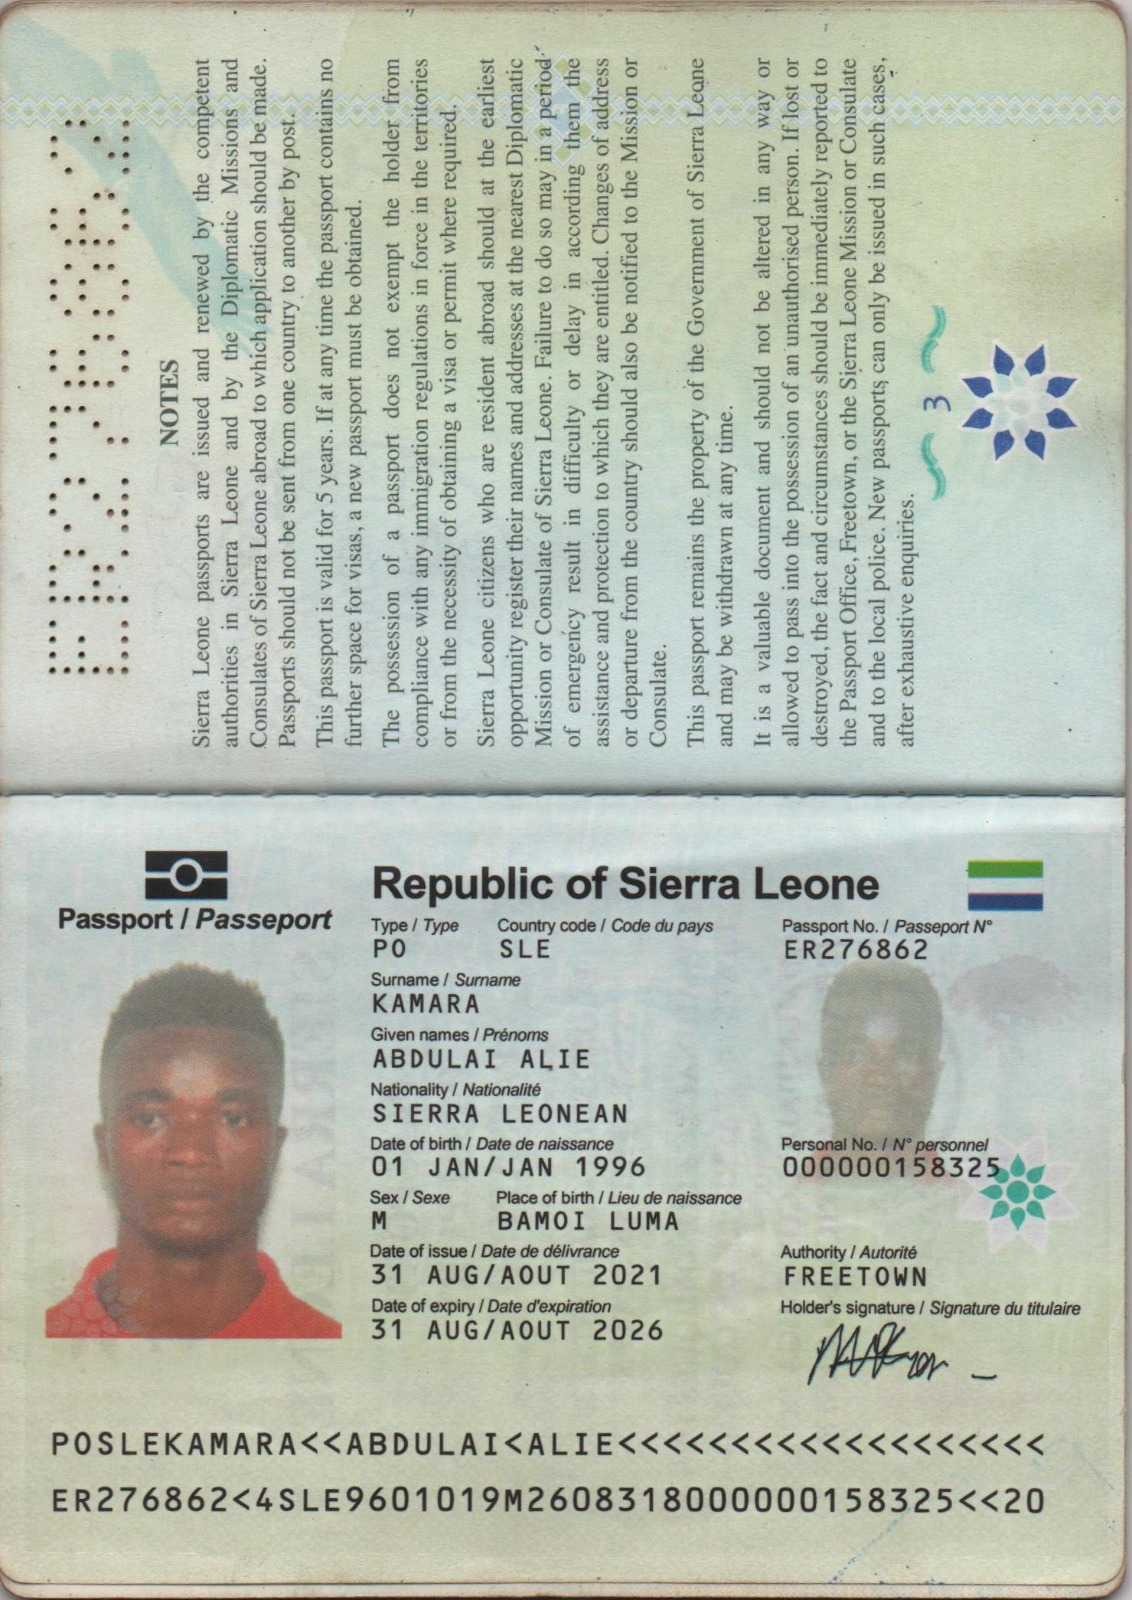 ER276862
NOTES
Sierra Leone passports are issued and renewed by the competent
authorities in Sierra Leone and by the Diplomatic Missions and
Consulates of Sierra Leone abroad to which application should be made.
Passports should not be sent from one country to another by post.
This passport is valid for 5 years. If at any time the passport contains no
further space for visas, a new passport must be obtained.
The possession of a passport does not exempt the holder from
compliance with any immigration regulations in force in the territories
or from the necessity of obtaining a visa or permit where required.
Sierra Leone citizens who are resident abroad should at the earliest
opportunity register their names and addresses at the nearest Diplomatic
Mission or Consulate of Sierra Leone. Failure to do so may in a period
of emergency result in difficulty or delay in according them the
assistance and protection to which they are entitled. Changes of address
or departure from the country should also be notified to the Mission or
Consulate.
This passport remains the property of the Government of Sierra Leone
and may be withdrawn at any time.
It is a valuable document and should not be altered in any way or
allowed to pass into the possession of an unauthorised person. If lost or
destroyed, the fact and circumstances should be immediately reported to
the Passport Office, Freetown, or the Sierra Leone Mission or Consulate
and to the local police. New passports can only be issued in such cases,
after exhaustive enquiries.
3
Passport / Passeport
Republic of Sierra Leone
Type / Type Country code / Code du pays Passport No. / Passeport N°
PO SLE ER276862
Surname / Surname
KAMARA
Given names / Prénoms
ABDULAI ALIE
Nationality / Nationalité
SIERRA LEONEAN
Date of birth / Date de naissance Personal No. / N° personnel
01 JAN/JAN 1996 000000158325
Sex / Sexe Place of birth / Lieu de naissance
M BAMOI LUMA
Date of issue / Date de délivrance Authority / Autorité
31 AUG/AOUT 2021 FREETOWN
Date of expiry / Date d'expiration Holder's signature / Signature du titulaire
31 AUG/AOUT 2026
POSLEKAMARA<<ABDULAI<ALIE<<<<<<<<<<<<<<<<<<<
ER276862<4SLE9601019M2608318000000158325<<20